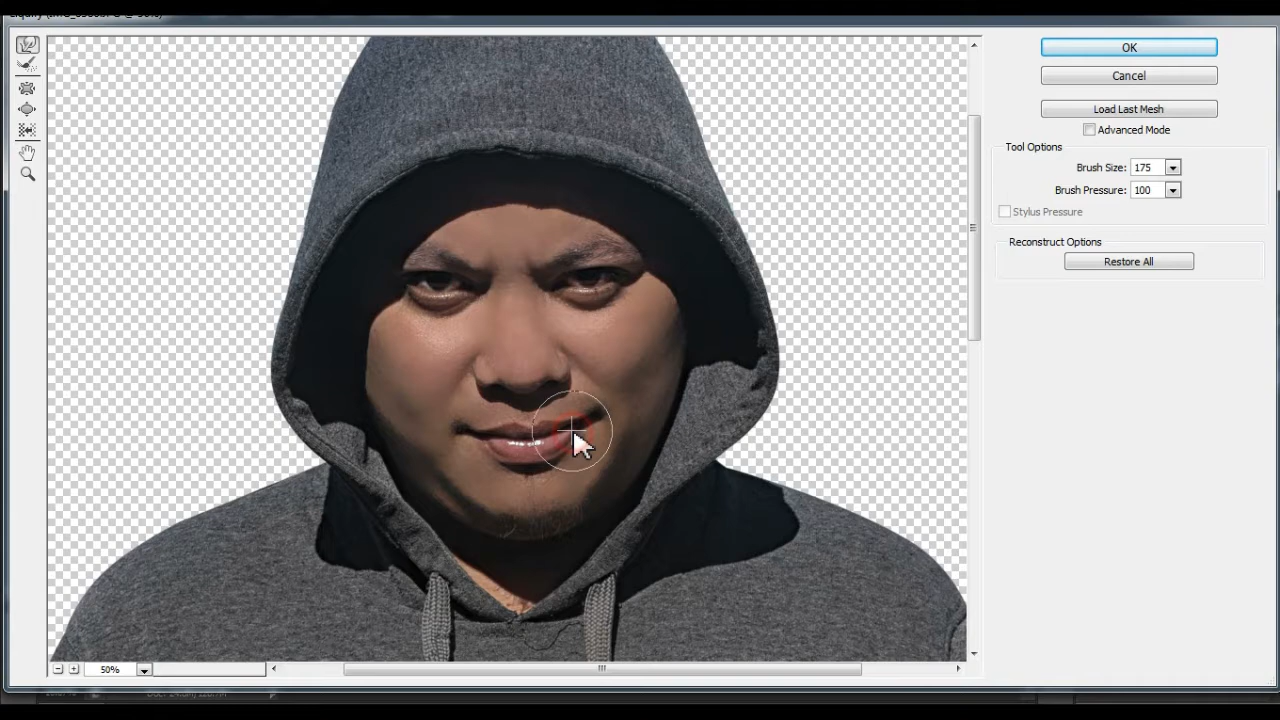 OK
Cancel
Load Last Mesh
Advanced Mode
Tool Options
Brush Size: 175
Brush Pressure: 100
Stylus Pressure
Reconstruct Options
Restore All
50%